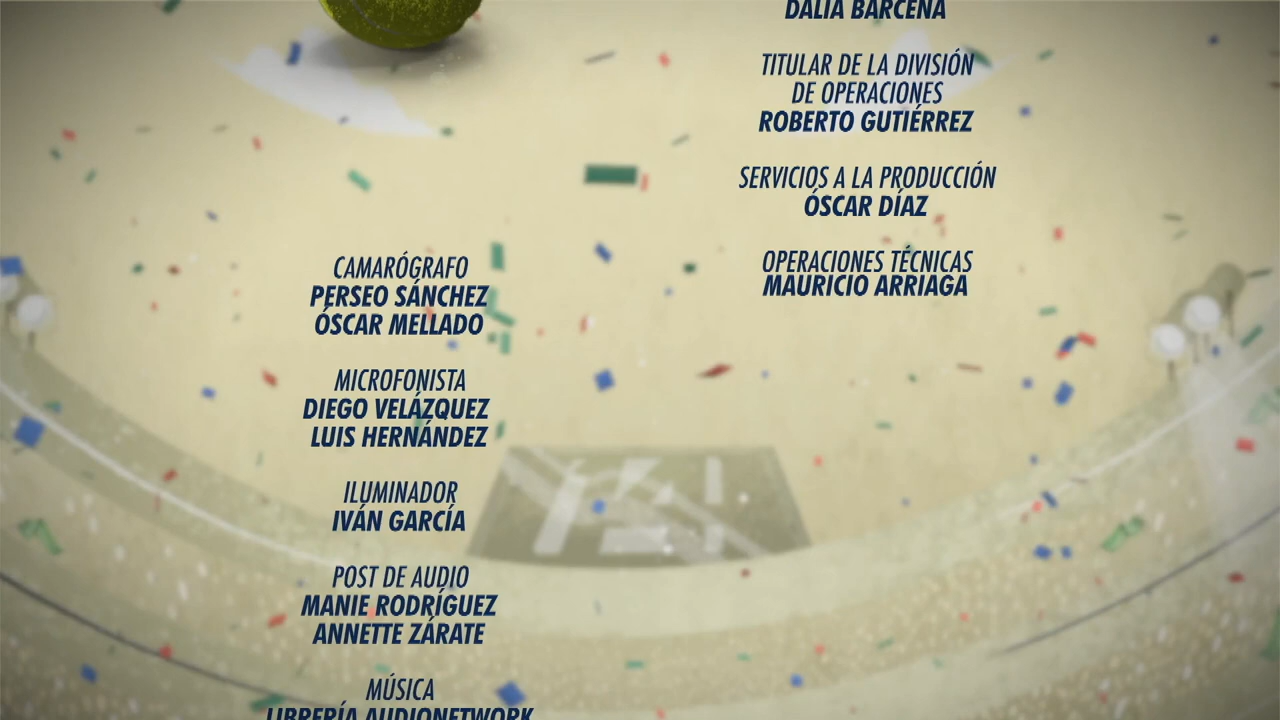 CAMARÓGRAFO
PERSEO SÁNCHEZ
ÓSCAR MELLADO
MICROFONISTA
DIEGO VELÁZQUEZ
LUIS HERNÁNDEZ
ILUMINADOR
IVÁN GARCÍA
POST DE AUDIO
MANIE RODRÍGUEZ
ANNETTE ZÁRATE
MÚSICA
LIBRERÍA AUDIONETWORK
DALIA BÁRCENA
TITULAR DE LA DIVISIÓN
DE OPERACIONES
ROBERTO GUTIÉRREZ
SERVICIOS A LA PRODUCCIÓN
ÓSCAR DÍAZ
OPERACIONES TÉCNICAS
MAURICIO ARRIAGA